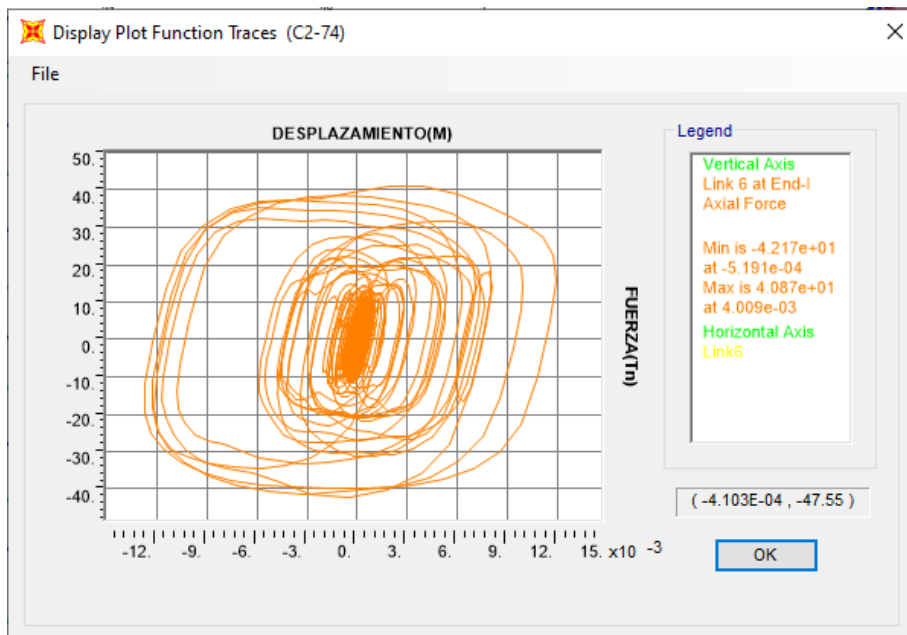 Display Plot Function Traces (C2-74)
File
DESPLAZAMIENTO(M)
50.
40.
30.
20.
10.
0.
-10.
-20.
-30.
-40.
-12. -9. -6. -3. 0. 3. 6. 9. 12. 15. x10 -3
FUERZA(Tn)
Legend
Vertical Axis
Link 6 at End-I
Axial Force
Min is -4.217e+01
at -5.191e-04
Max is 4.087e+01
at 4.009e-03
Horizontal Axis
Link6
( -4.103E-04 , -47.55 )
OK